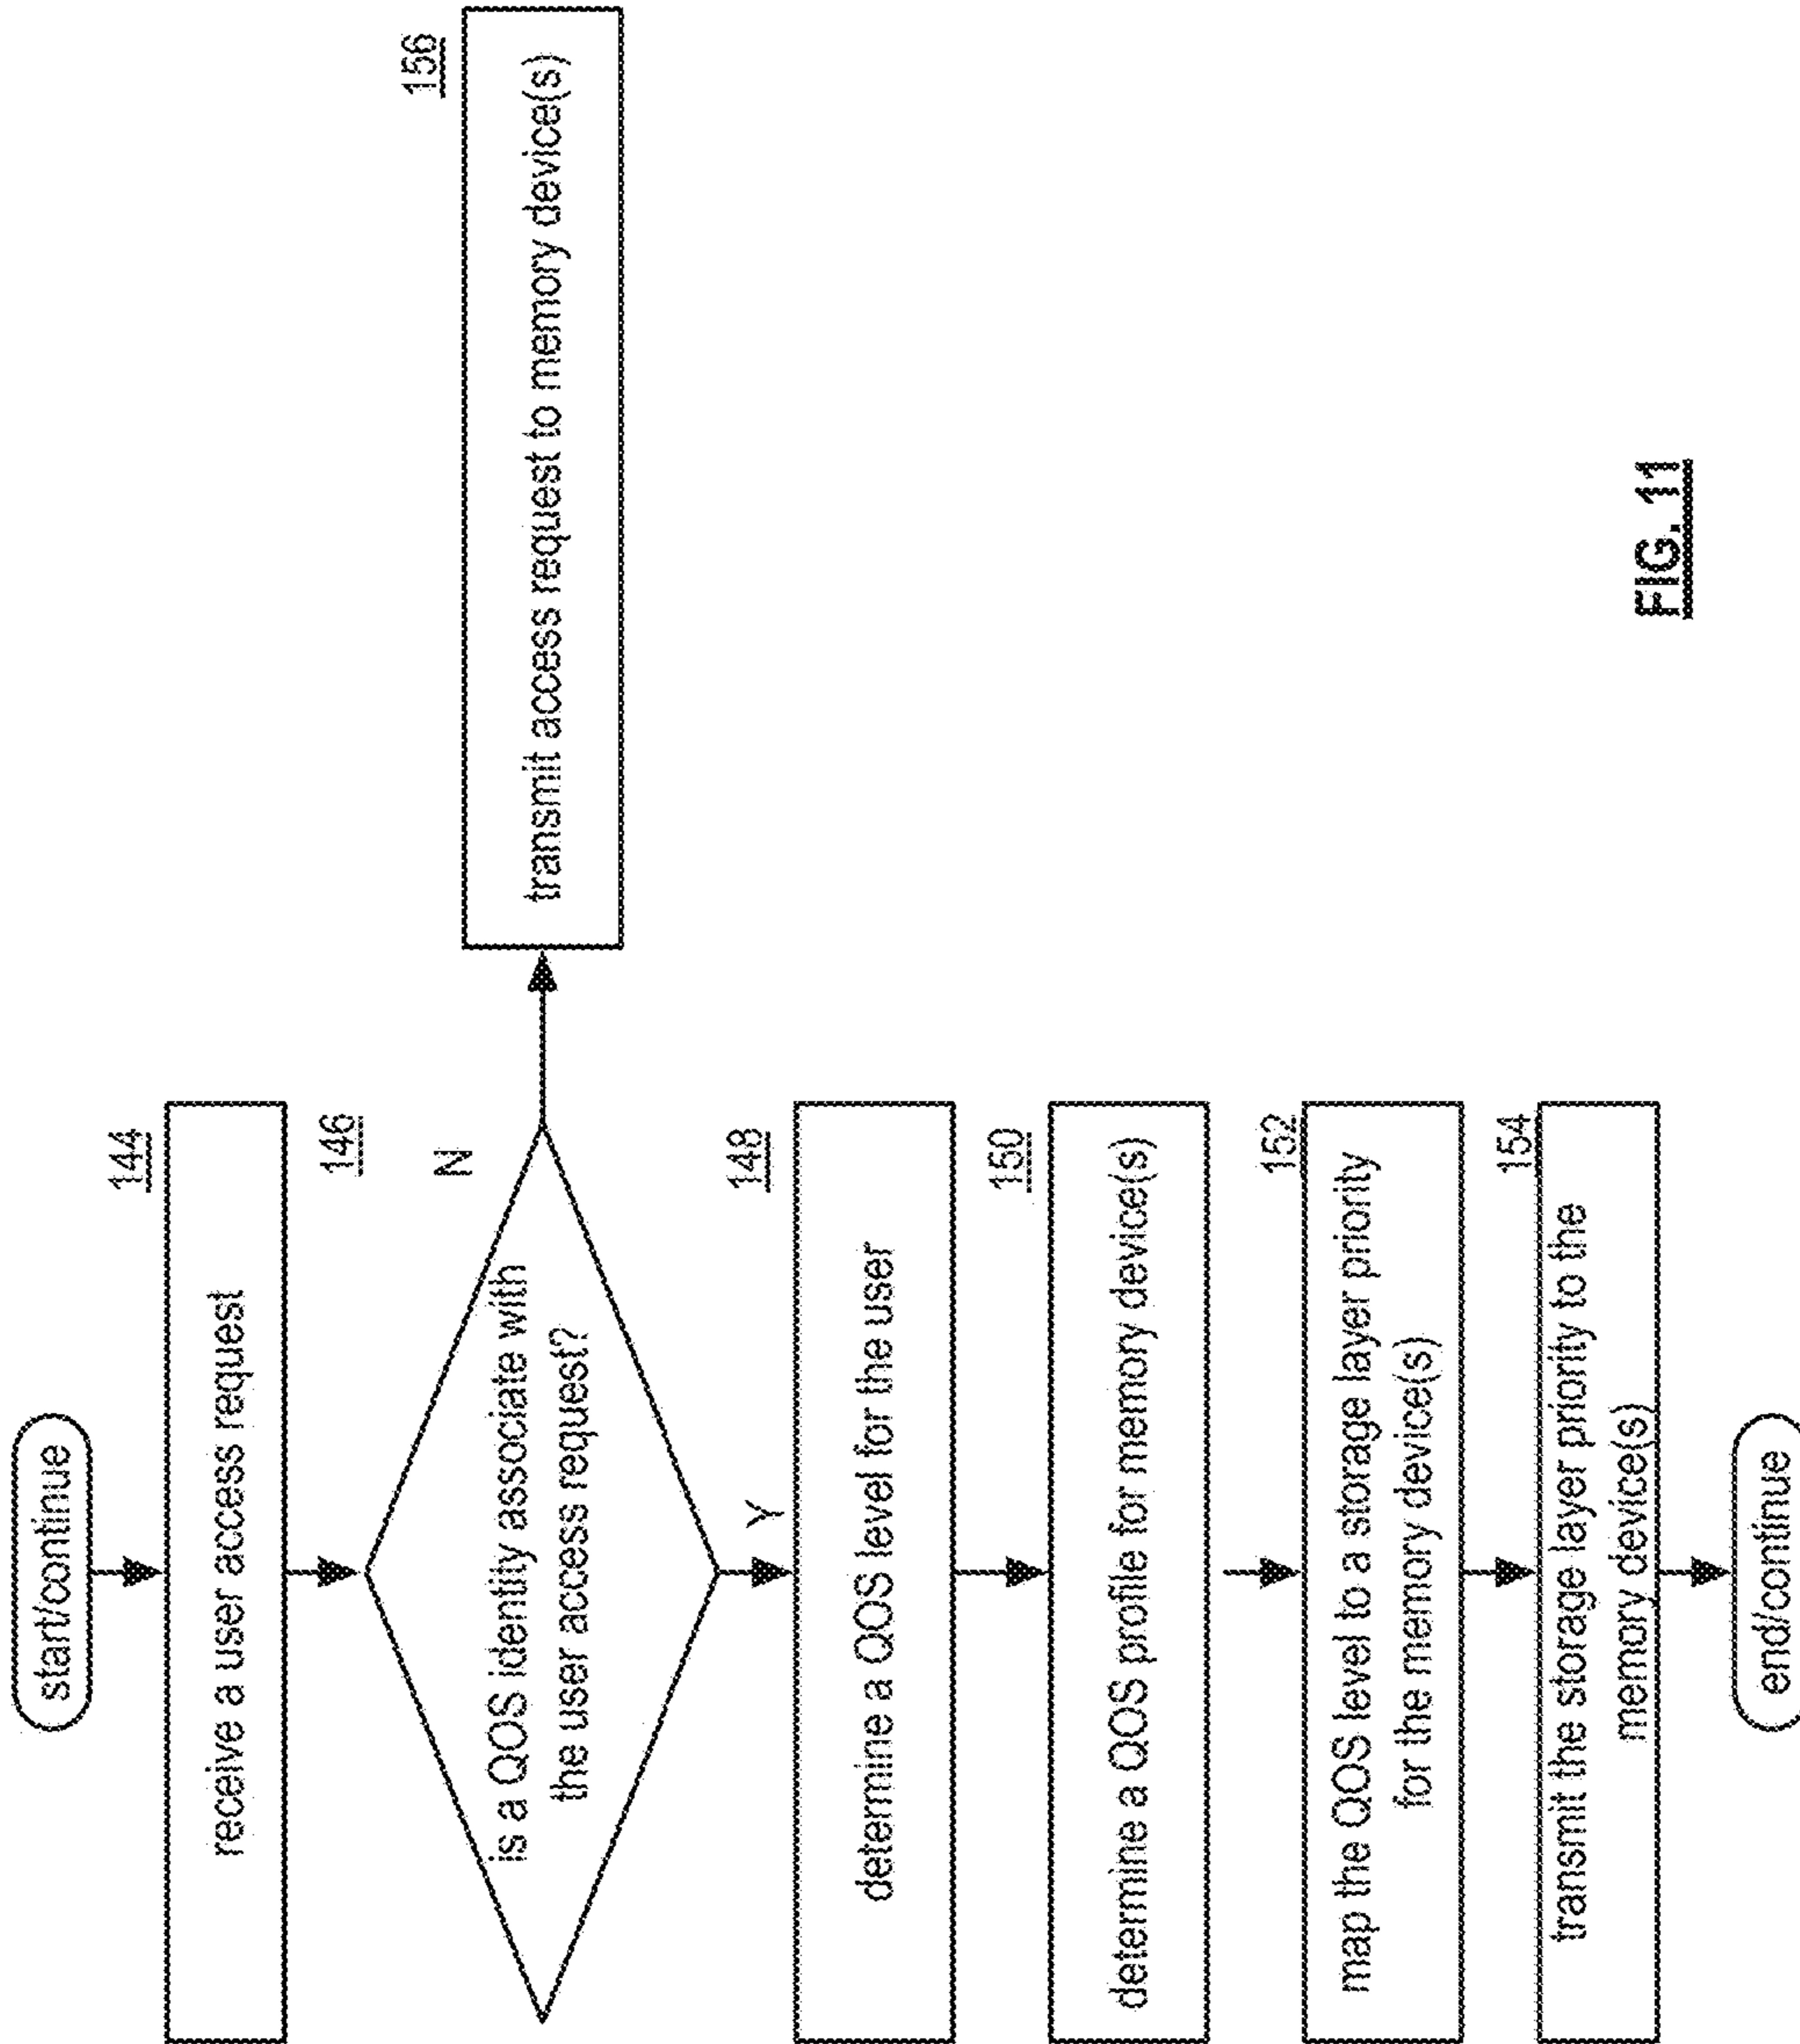 start/continue
144
receive a user access request
146
is a QOS identity associate with
the user access request?
N
156
transmit access request to memory device(s)
Y
148
determine a QOS level for the user
150
determine a QOS profile for memory device(s)
152
map the QOS level to a storage layer priority
for the memory device(s)
154
transmit the storage layer priority to the
memory device(s)
end/continue
FIG. 11